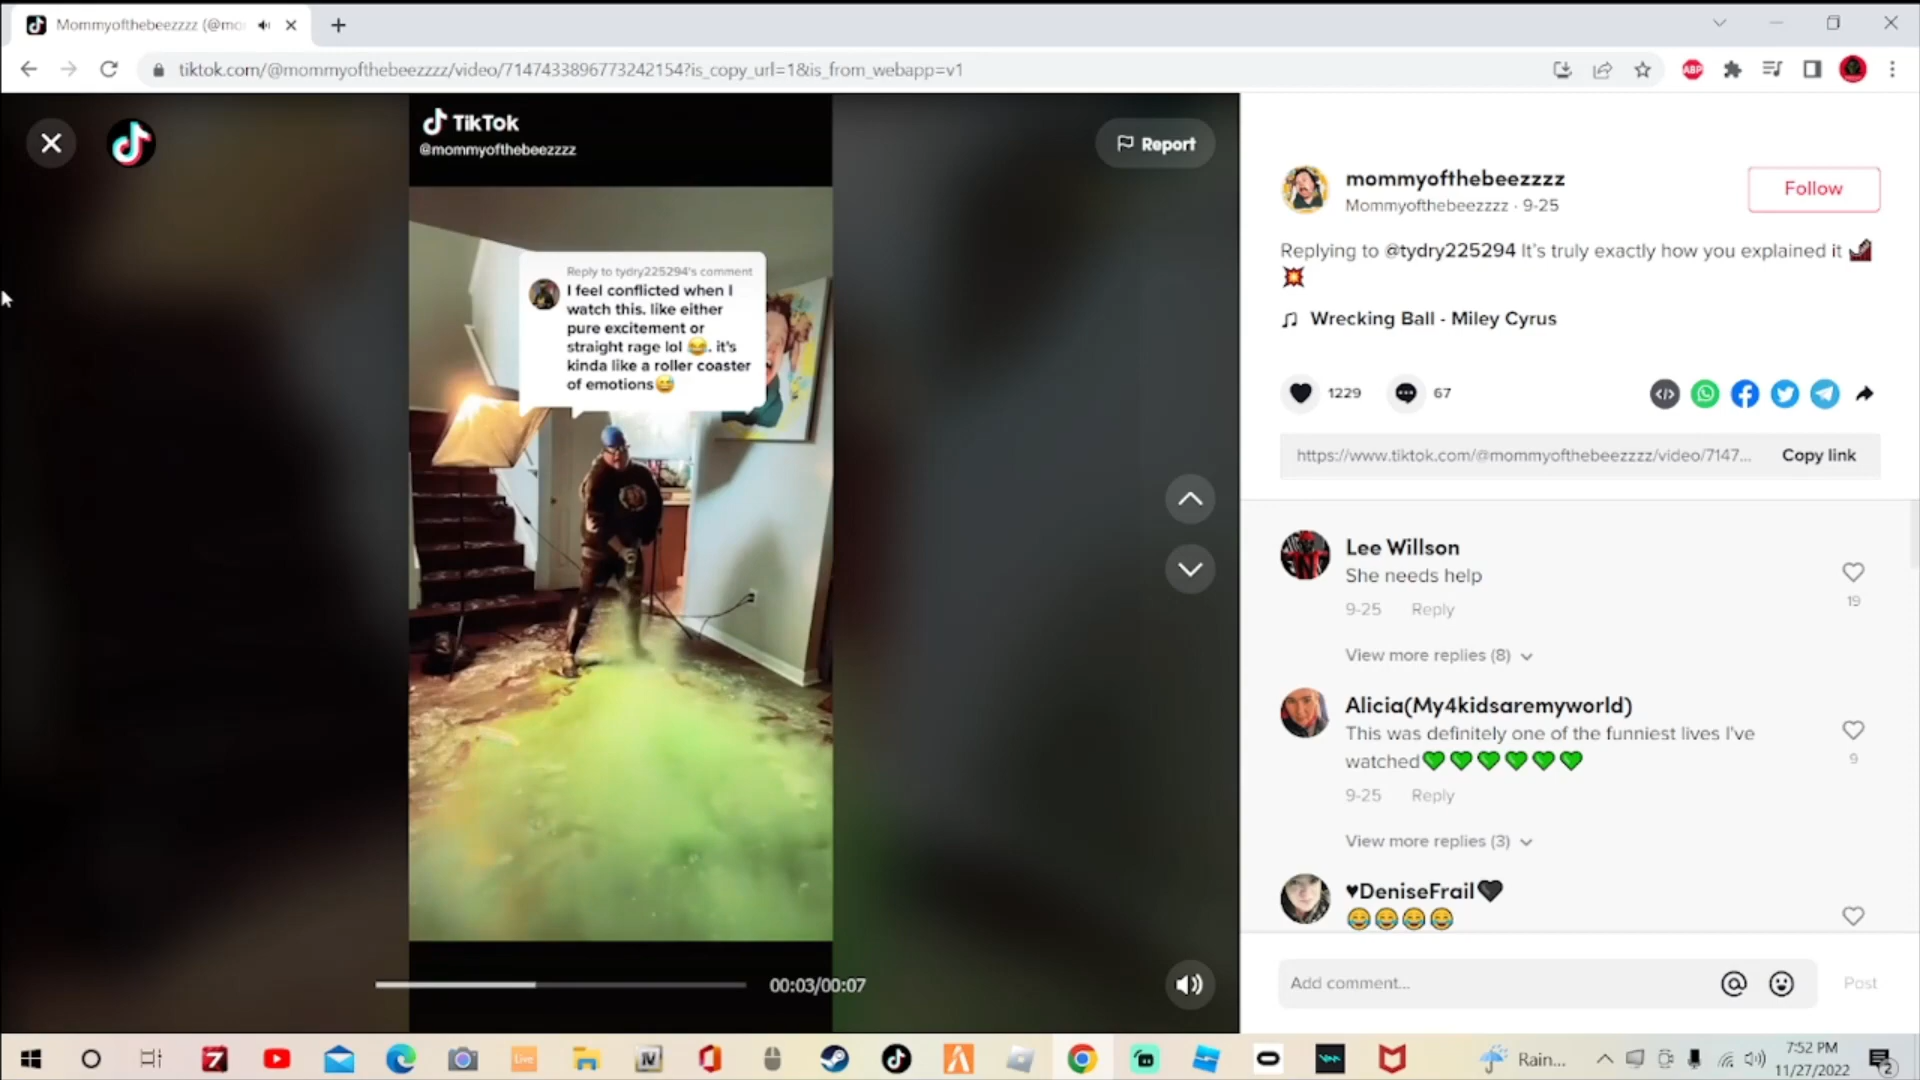 Mommyofthebeezzzz (@mo
tiktok.com/@mommyofthebeezzzz/video/7147433896773242154?is_copy_url=1&is_from_webapp=v1
ABP
TikTok
@mommyofthebeezzzz
Report
Reply to tydry225294's comment
I feel conflicted when I
watch this. like either
pure excitement or
straight rage lol 😂. it's
kinda like a roller coaster
of emotions😅
00:03/00:07
mommyofthebeezzzz
Mommyofthebeezzzz · 9-25
Follow
Replying to @tydry225294 It's truly exactly how you explained it 🎢
💥
Wrecking Ball - Miley Cyrus
1229
67
https://www.tiktok.com/@mommyofthebeezzzz/video/7147...
Copy link
Lee Willson
She needs help
19
9-25 Reply
View more replies (8)
Alicia(My4kidsaremyworld)
This was definitely one of the funniest lives I've
watched💚💚💚💚💚💚
9
9-25 Reply
View more replies (3)
♥DeniseFrail🖤
😂😂😂😂
Add comment...
Post
Live
IV
Rain...
7:52 PM
11/27/2022
2